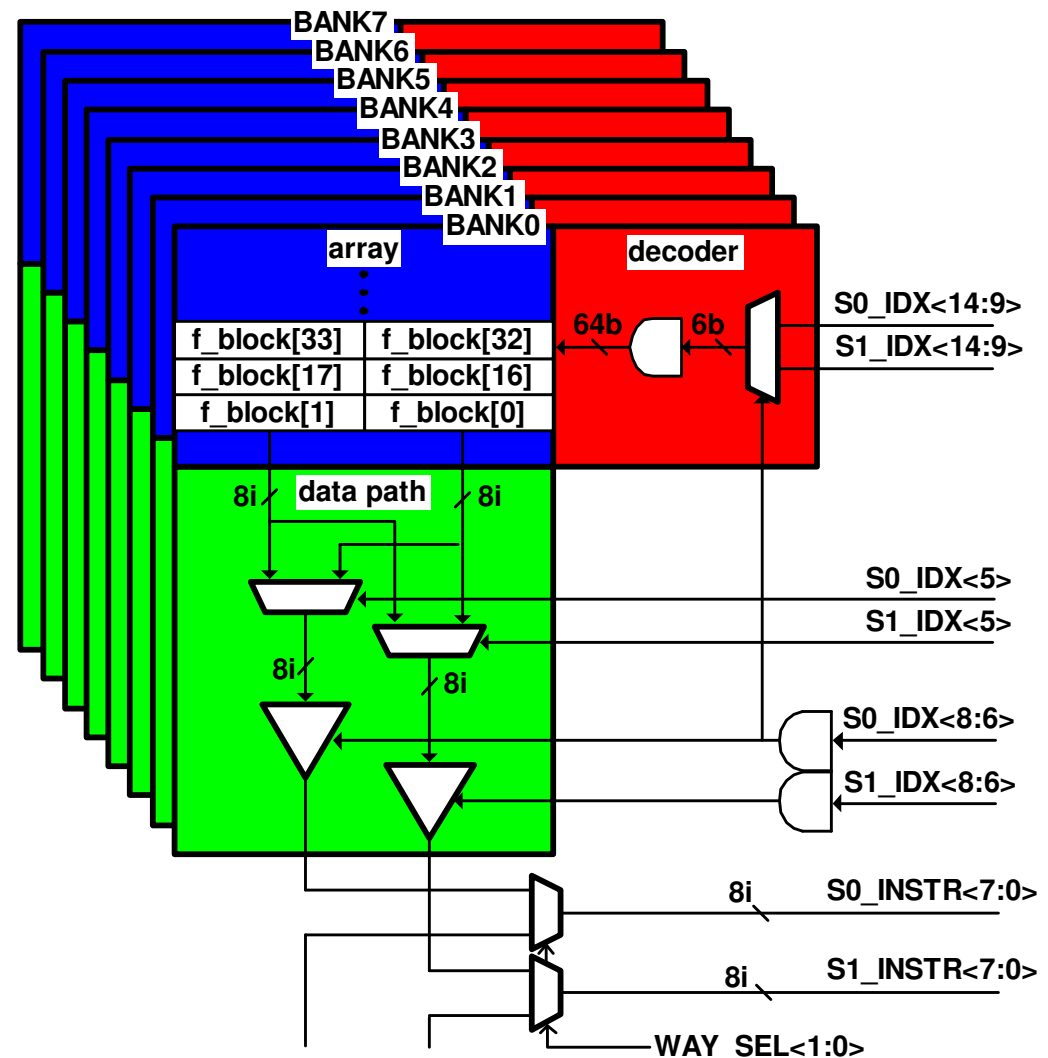 BANK7
BANK6
BANK5
BANK4
BANK3
BANK2
BANK1
BANK0
array
decoder
S0_IDX<14:9>
64b
6b
f_block[33]
f_block[32]
S1_IDX<14:9>
f_block[17]
f_block[16]
f_block[1]
f_block[0]
8i
data path
8i
S0_IDX<5>
S1_IDX<5>
8i
8i
S0_IDX<8:6>
S1_IDX<8:6>
8i
S0_INSTR<7:0>
8i
S1_INSTR<7:0>
WAY_SEL<1:0>